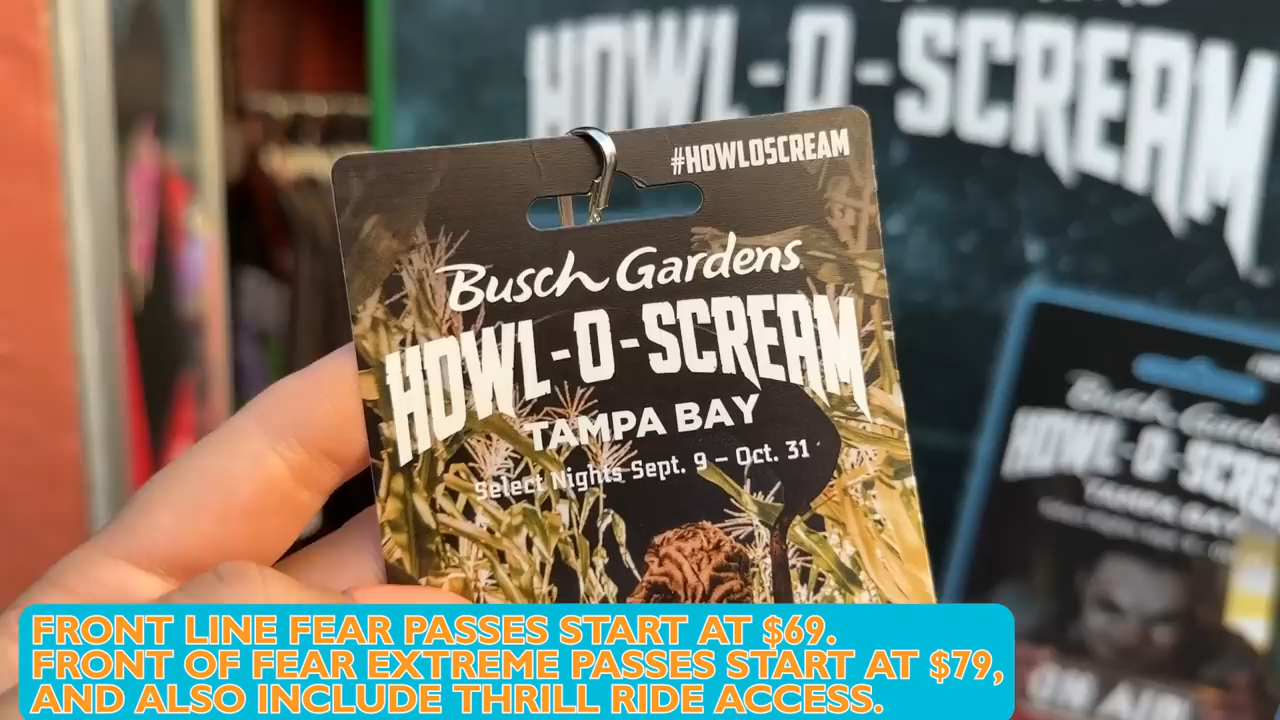 HOWL-O-SCREAM
#HOWLOSCREAM
Busch Gardens
HOWL-O-SCREAM
TAMPA BAY
Select Nights Sept. 9 – Oct. 31
Busch Gardens
HOWL-O-SCREAM
TAMPA BAY
ON AIR
FRONT LINE FEAR PASSES START AT $69.
FRONT OF FEAR EXTREME PASSES START AT $79,
AND ALSO INCLUDE THRILL RIDE ACCESS.